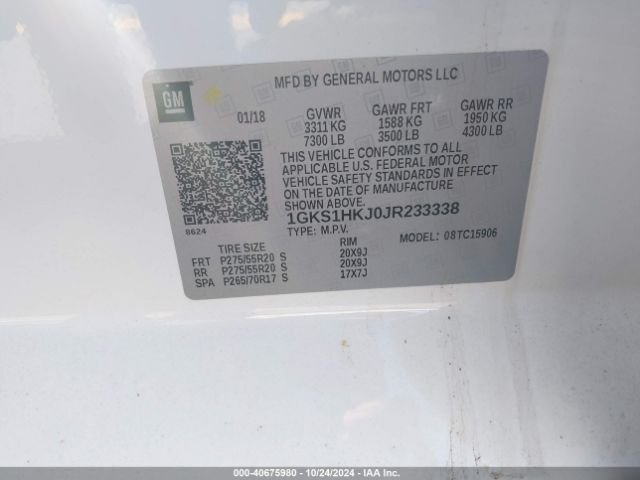 GM
MFD BY GENERAL MOTORS LLC
01/18
GVWR
3311 KG
7300 LB
GAWR FRT
1588 KG
3500 LB
GAWR RR
1950 KG
4300 LB
THIS VEHICLE CONFORMS TO ALL
APPLICABLE U.S. FEDERAL MOTOR
VEHICLE SAFETY STANDARDS IN EFFECT
ON THE DATE OF MANUFACTURE
SHOWN ABOVE.
1GKS1HKJ0JR233338
8624
TYPE: M.P.V.
MODEL: 08TC15906
TIRE SIZE RIM
FRT P275/55R20 S 20X9J
RR P275/55R20 S 20X9J
SPA P265/70R17 S 17X7J
000-40675980 - 10/24/2024 - IAA Inc.